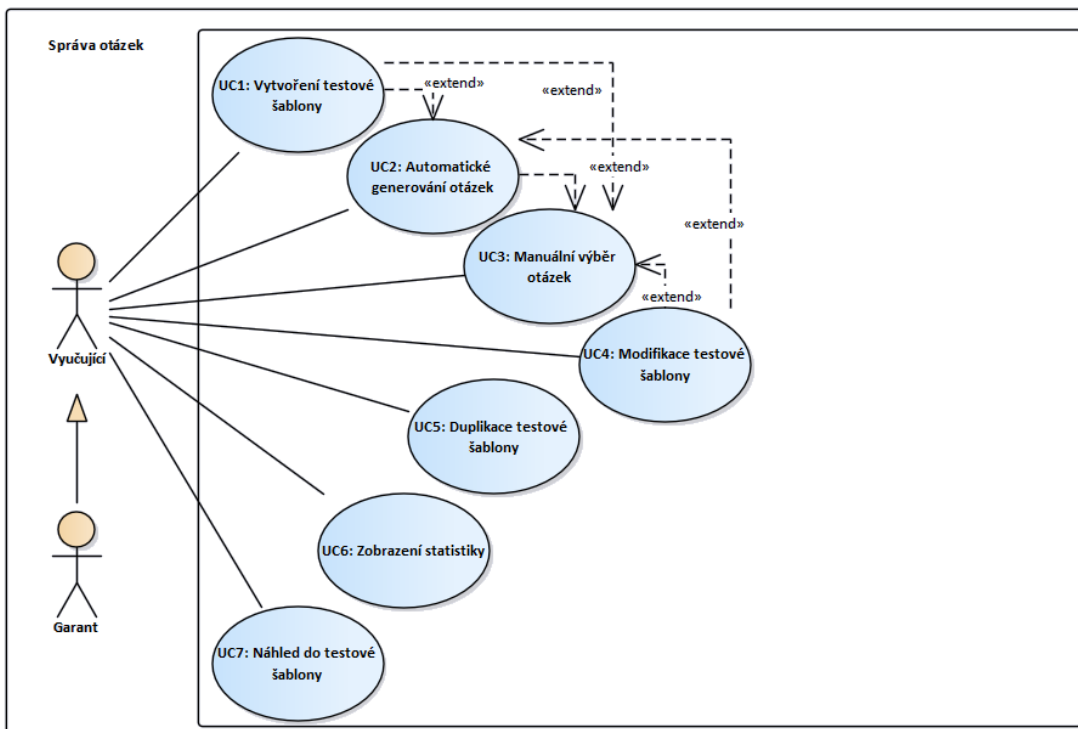 Správa otázek
UC1: Vytvoření testové
šablony
«extend»
«extend»
UC2: Automatické
generování otázek
«extend»
«extend»
UC3: Manuální výběr
otázek
«extend»
Vyučující
UC4: Modifikace testové
šablony
UC5: Duplikace testové
šablony
UC6: Zobrazení statistiky
Garant
UC7: Náhled do testové
šablony